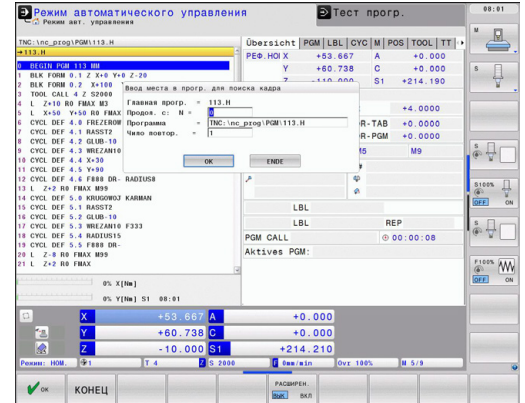 Режим автоматического управления
Режим авт. управления
Тест прогр.
08:01
TNC:\nc_prog\PGM\113.H
→113.H
Übersicht PGM LBL CYC M POS TOOL TT
0 BEGIN PGM 113 MM
1 BLK FORM 0.1 Z X+0 Y+0 Z-20
2 BLK FORM 0.2 X+100
3 TOOL CALL 4 Z S2000
4 L Z+10 R0 FMAX M3
5 L X+50 Y+50 R0 FMAX
6 CYCL DEF 4.0 FREZEROW
7 CYCL DEF 4.1 RASST2
8 CYCL DEF 4.2 GLUB-10
9 CYCL DEF 4.3 WREZAN10
10 CYCL DEF 4.4 X+30
11 CYCL DEF 4.5 Y+90
12 CYCL DEF 4.6 F888 DR- RADIUS8
13 L Z+2 R0 FMAX M99
14 CYCL DEF 5.0 KRUGOWOJ KARMAN
15 CYCL DEF 5.1 RASST2
16 CYCL DEF 5.2 GLUB-10
17 CYCL DEF 5.3 WREZAN10 F333
18 CYCL DEF 5.4 RADIUS15
19 CYCL DEF 5.5 F888 DR-
20 L Z-8 R0 FMAX M99
21 L Z+2 R0 FMAX
РЕФ.НОІ X +53.667 A +0.000
Y +60.738 C +0.000
Z -110.000 S1 +214.190
Ввод места в прогр. для поиска кадра
Главная прогр. = 113.H
Продол. с: N = 0
Программа = TNC:\nc_prog\PGM\113.H
Чило повтор. = 1
OK ENDE
+4.0000
DR-TAB +0.0000
DR-PGM +0.0000
M5 M9
LBL
LBL REP
PGM CALL 00:00:08
Aktives PGM:
0% X[Nm]
0% Y[Nm] S1 08:01
X +53.667 A +0.000
Y +60.738 C +0.000
Z -10.000 S1 +214.210
Режим: НОМ. 1 T 4 Z S 2000 F 0мм/min Ovr 100% M 5/9
M
S
S
S100%
OFF ON
S
F100%
OFF ON
OK
КОНЕЦ
РАСШИРЕН.
ВЫК ВКЛ